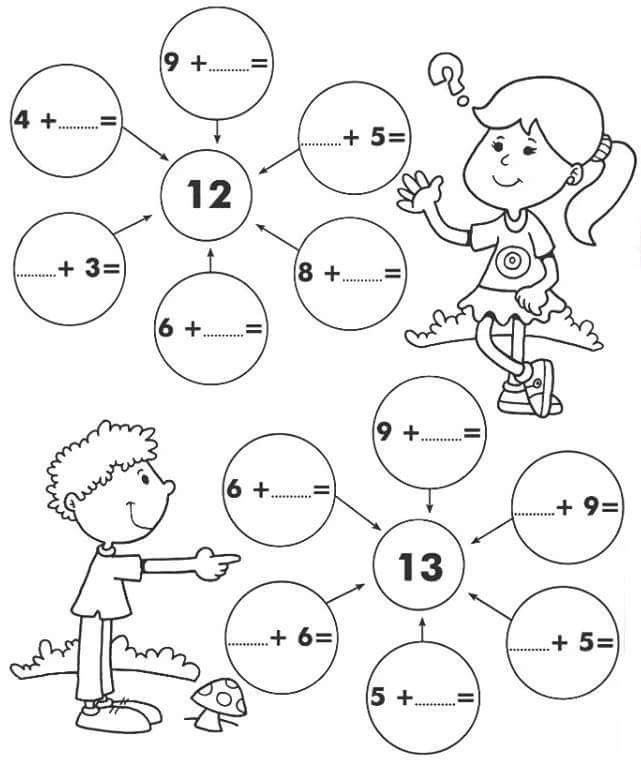 9 +.........=
4 +.........=
......... + 5=
12
......... + 3=
8 +.........=
6 +.........=
?
9 +.........=
6 +.........=
......... + 9=
13
......... + 6=
......... + 5=
5 +.........=